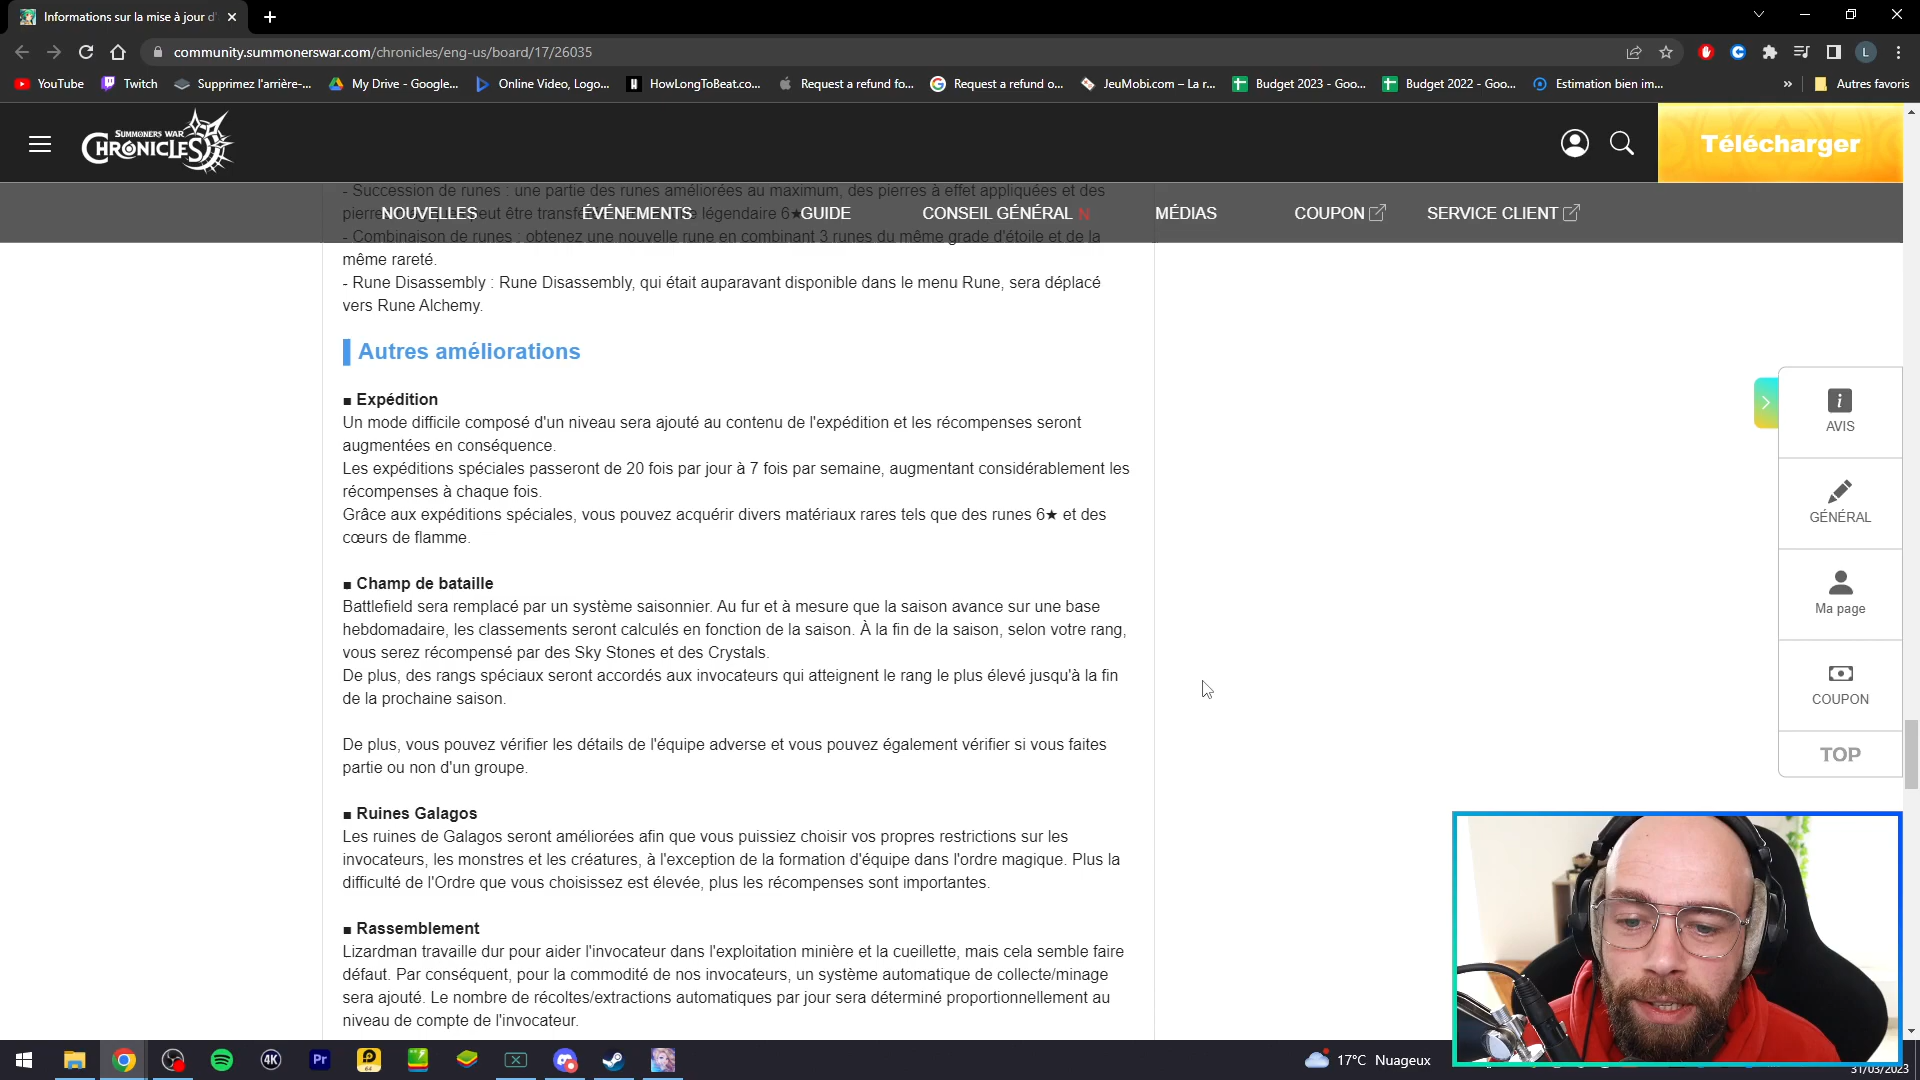 Informations sur la mise à jour d'
community.summonerswar.com/chronicles/eng-us/board/17/26035
YouTube
Twitch
Supprimez l'arrière-...
My Drive - Google...
Online Video, Logo...
HowLongToBeat.co...
Request a refund fo...
Request a refund o...
JeuMobi.com – La r...
Budget 2023 - Goo...
Budget 2022 - Goo...
Estimation bien im...
»
Autres favoris
SUMMONERS WAR
CHRONICLES
Télécharger
- Succession de runes : une partie des runes améliorées au maximum, des pierres à effet appliquées et des
NOUVELLES
ÉVÉNEMENTS
GUIDE
CONSEIL GÉNÉRAL N
MÉDIAS
COUPON
SERVICE CLIENT
- Combinaison de runes : obtenez une nouvelle rune en combinant 3 runes du même grade d'étoile et de la
même rareté.
- Rune Disassembly : Rune Disassembly, qui était auparavant disponible dans le menu Rune, sera déplacé
vers Rune Alchemy.
Autres améliorations
■ Expédition
Un mode difficile composé d'un niveau sera ajouté au contenu de l'expédition et les récompenses seront
augmentées en conséquence.
Les expéditions spéciales passeront de 20 fois par jour à 7 fois par semaine, augmentant considérablement les
récompenses à chaque fois.
Grâce aux expéditions spéciales, vous pouvez acquérir divers matériaux rares tels que des runes 6★ et des
cœurs de flamme.
■ Champ de bataille
Battlefield sera remplacé par un système saisonnier. Au fur et à mesure que la saison avance sur une base
hebdomadaire, les classements seront calculés en fonction de la saison. À la fin de la saison, selon votre rang,
vous serez récompensé par des Sky Stones et des Crystals.
De plus, des rangs spéciaux seront accordés aux invocateurs qui atteignent le rang le plus élevé jusqu'à la fin
de la prochaine saison.
De plus, vous pouvez vérifier les détails de l'équipe adverse et vous pouvez également vérifier si vous faites
partie ou non d'un groupe.
■ Ruines Galagos
Les ruines de Galagos seront améliorées afin que vous puissiez choisir vos propres restrictions sur les
invocateurs, les monstres et les créatures, à l'exception de la formation d'équipe dans l'ordre magique. Plus la
difficulté de l'Ordre que vous choisissez est élevée, plus les récompenses sont importantes.
■ Rassemblement
Lizardman travaille dur pour aider l'invocateur dans l'exploitation minière et la cueillette, mais cela semble faire
défaut. Par conséquent, pour la commodité de nos invocateurs, un système automatique de collecte/minage
sera ajouté. Le nombre de récoltes/extractions automatiques par jour sera déterminé proportionnellement au
niveau de compte de l'invocateur.
AVIS
GÉNÉRAL
Ma page
COUPON
TOP
4K
Pr
17°C Nuageux
31/03/2023